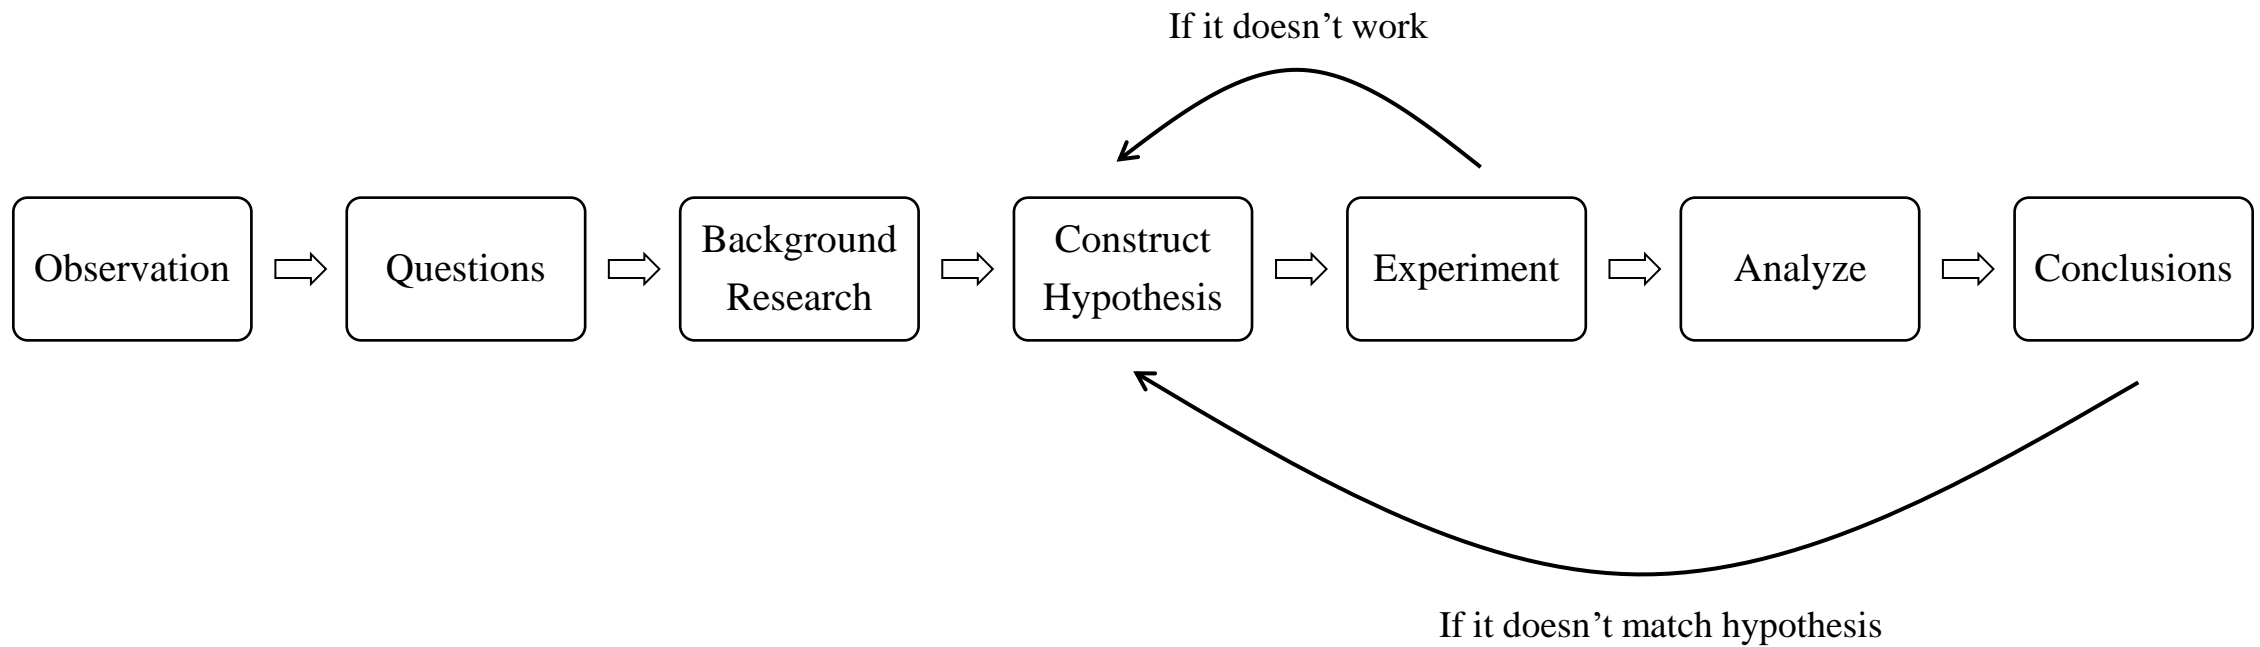 If it doesn’t work
Observation
Questions
Background
Research
Construct
Hypothesis
Experiment
Analyze
Conclusions
If it doesn’t match hypothesis